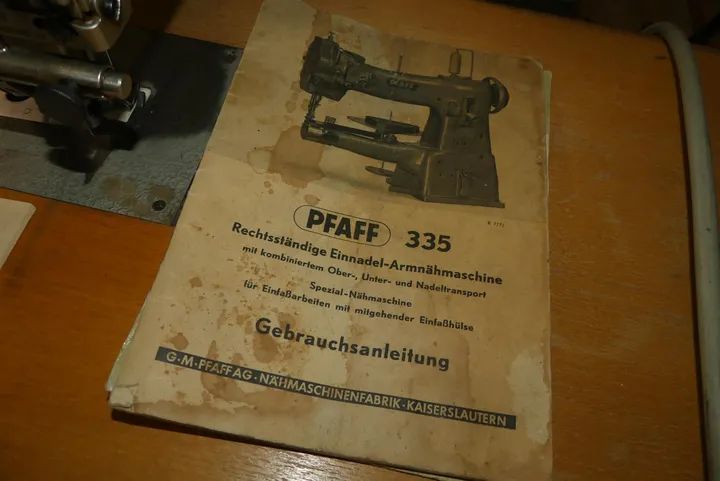 PFAFF
PFAFF 335
Rechtsständige Einnadel-Armnähmaschine
mit kombiniertem Ober-, Unter- und Nadeltransport
Spezial-Nähmaschine
für Einfaßarbeiten mit mitgehender Einfaßhülse
Gebrauchsanleitung
G·M·PFAFF AG·NÄHMASCHINENFABRIK·KAISERSLAUTERN